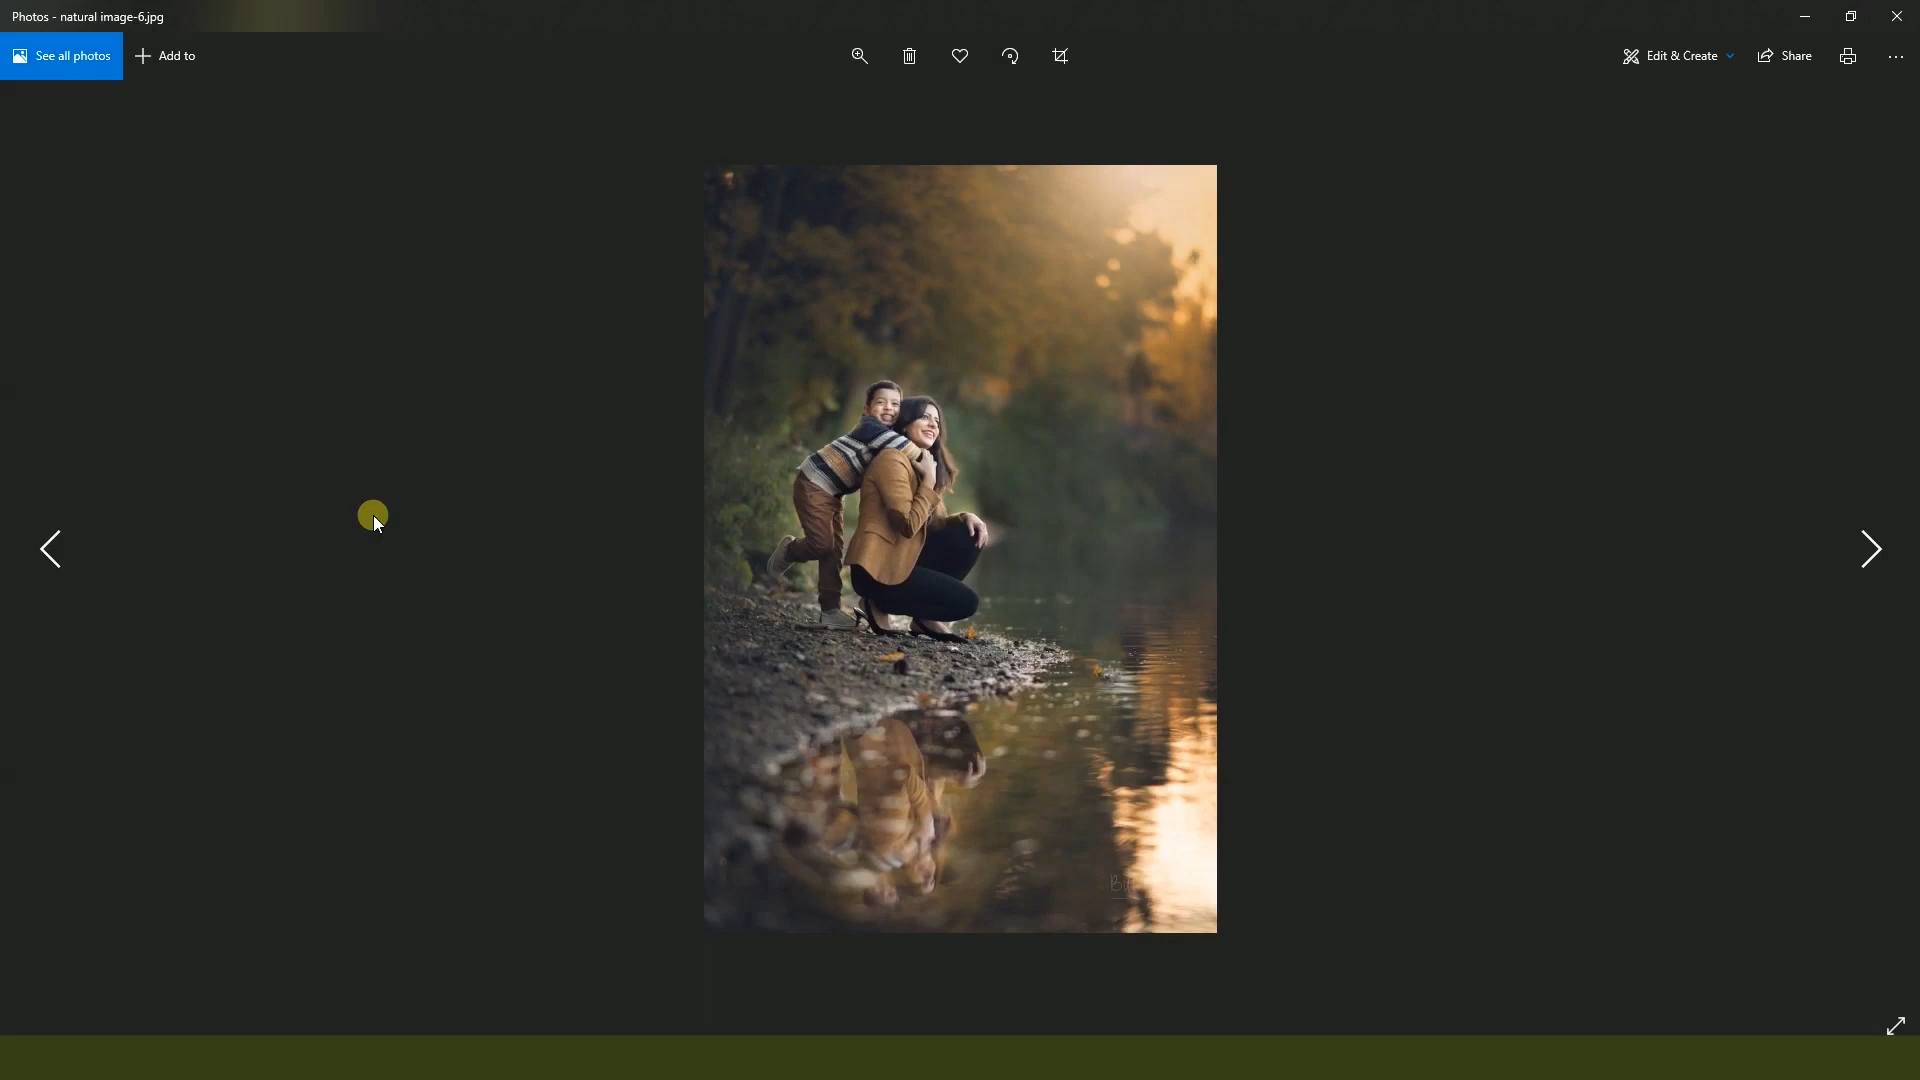 Photos - natural image-6.jpg
See all photos
Add to
Edit & Create
Share